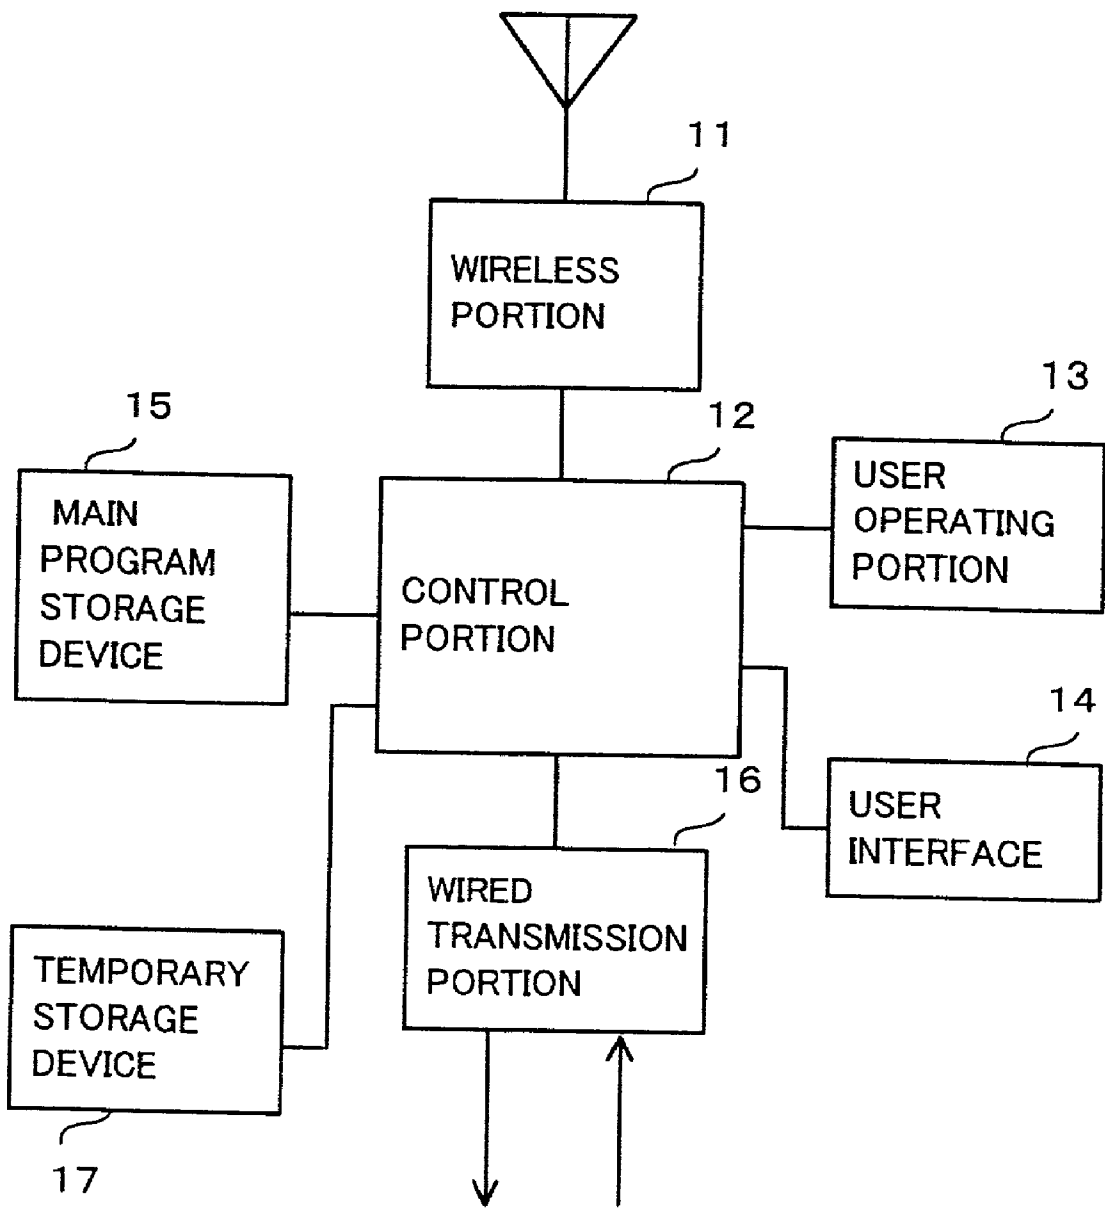 11
WIRELESS
PORTION
15
MAIN
PROGRAM
STORAGE
DEVICE
12
CONTROL
PORTION
13
USER
OPERATING
PORTION
14
USER
INTERFACE
16
WIRED
TRANSMISSION
PORTION
TEMPORARY
STORAGE
DEVICE
17